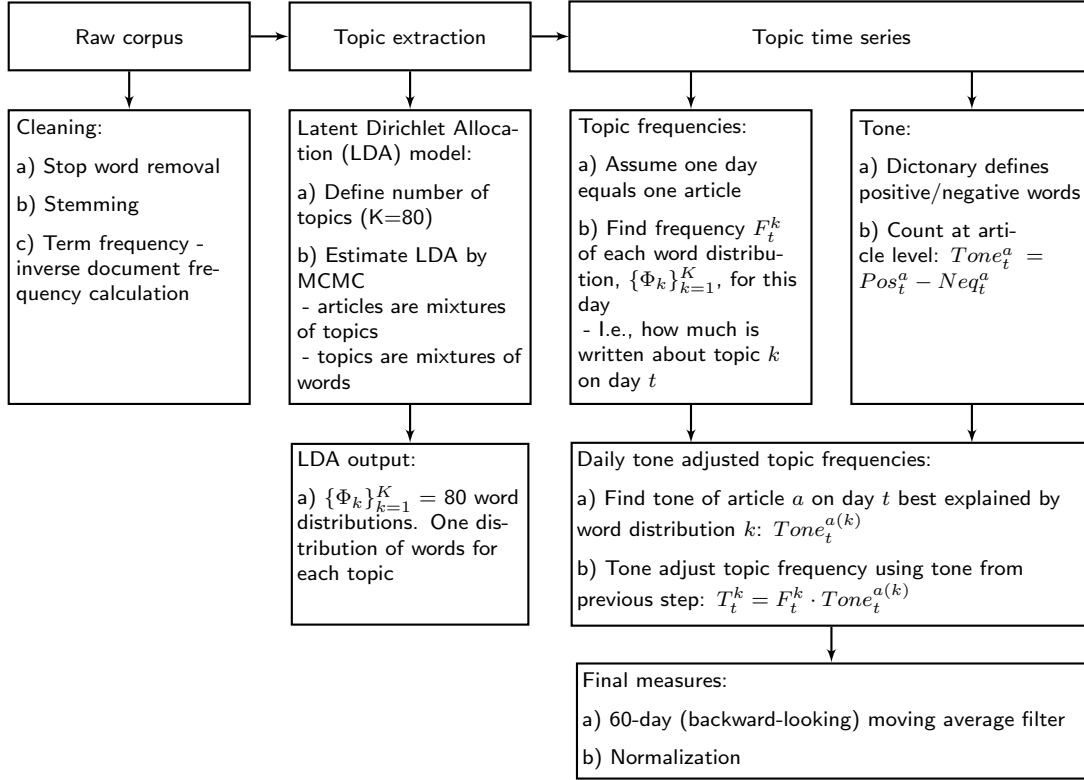 Raw corpus
Topic extraction
Topic time series
Cleaning:
a) Stop word removal
b) Stemming
c) Term frequency -
inverse document fre-
quency calculation
Latent Dirichlet Alloca-
tion (LDA) model:
a) Define number of
topics (K=80)
b) Estimate LDA by
MCMC
- articles are mixtures
of topics
- topics are mixtures of
words
Topic frequencies:
a) Assume one day
equals one article
b) Find frequency $F_t^k$
of each word distribu-
tion, $\{\Phi_k\}_{k=1}^K$, for this
day
- I.e., how much is
written about topic $k$
on day $t$
Tone:
a) Dictonary defines
positive/negative words
b) Count at arti-
cle level: $Tone_t^a =$
$Pos_t^a - Neq_t^a$
LDA output:
a) $\{\Phi_k\}_{k=1}^K$ = 80 word
distributions. One dis-
tribution of words for
each topic
Daily tone adjusted topic frequencies:
a) Find tone of article $a$ on day $t$ best explained by
word distribution $k$: $Tone_t^{a(k)}$
b) Tone adjust topic frequency using tone from
previous step: $T_t^k = F_t^k \cdot Tone_t^{a(k)}$
Final measures:
a) 60-day (backward-looking) moving average filter
b) Normalization